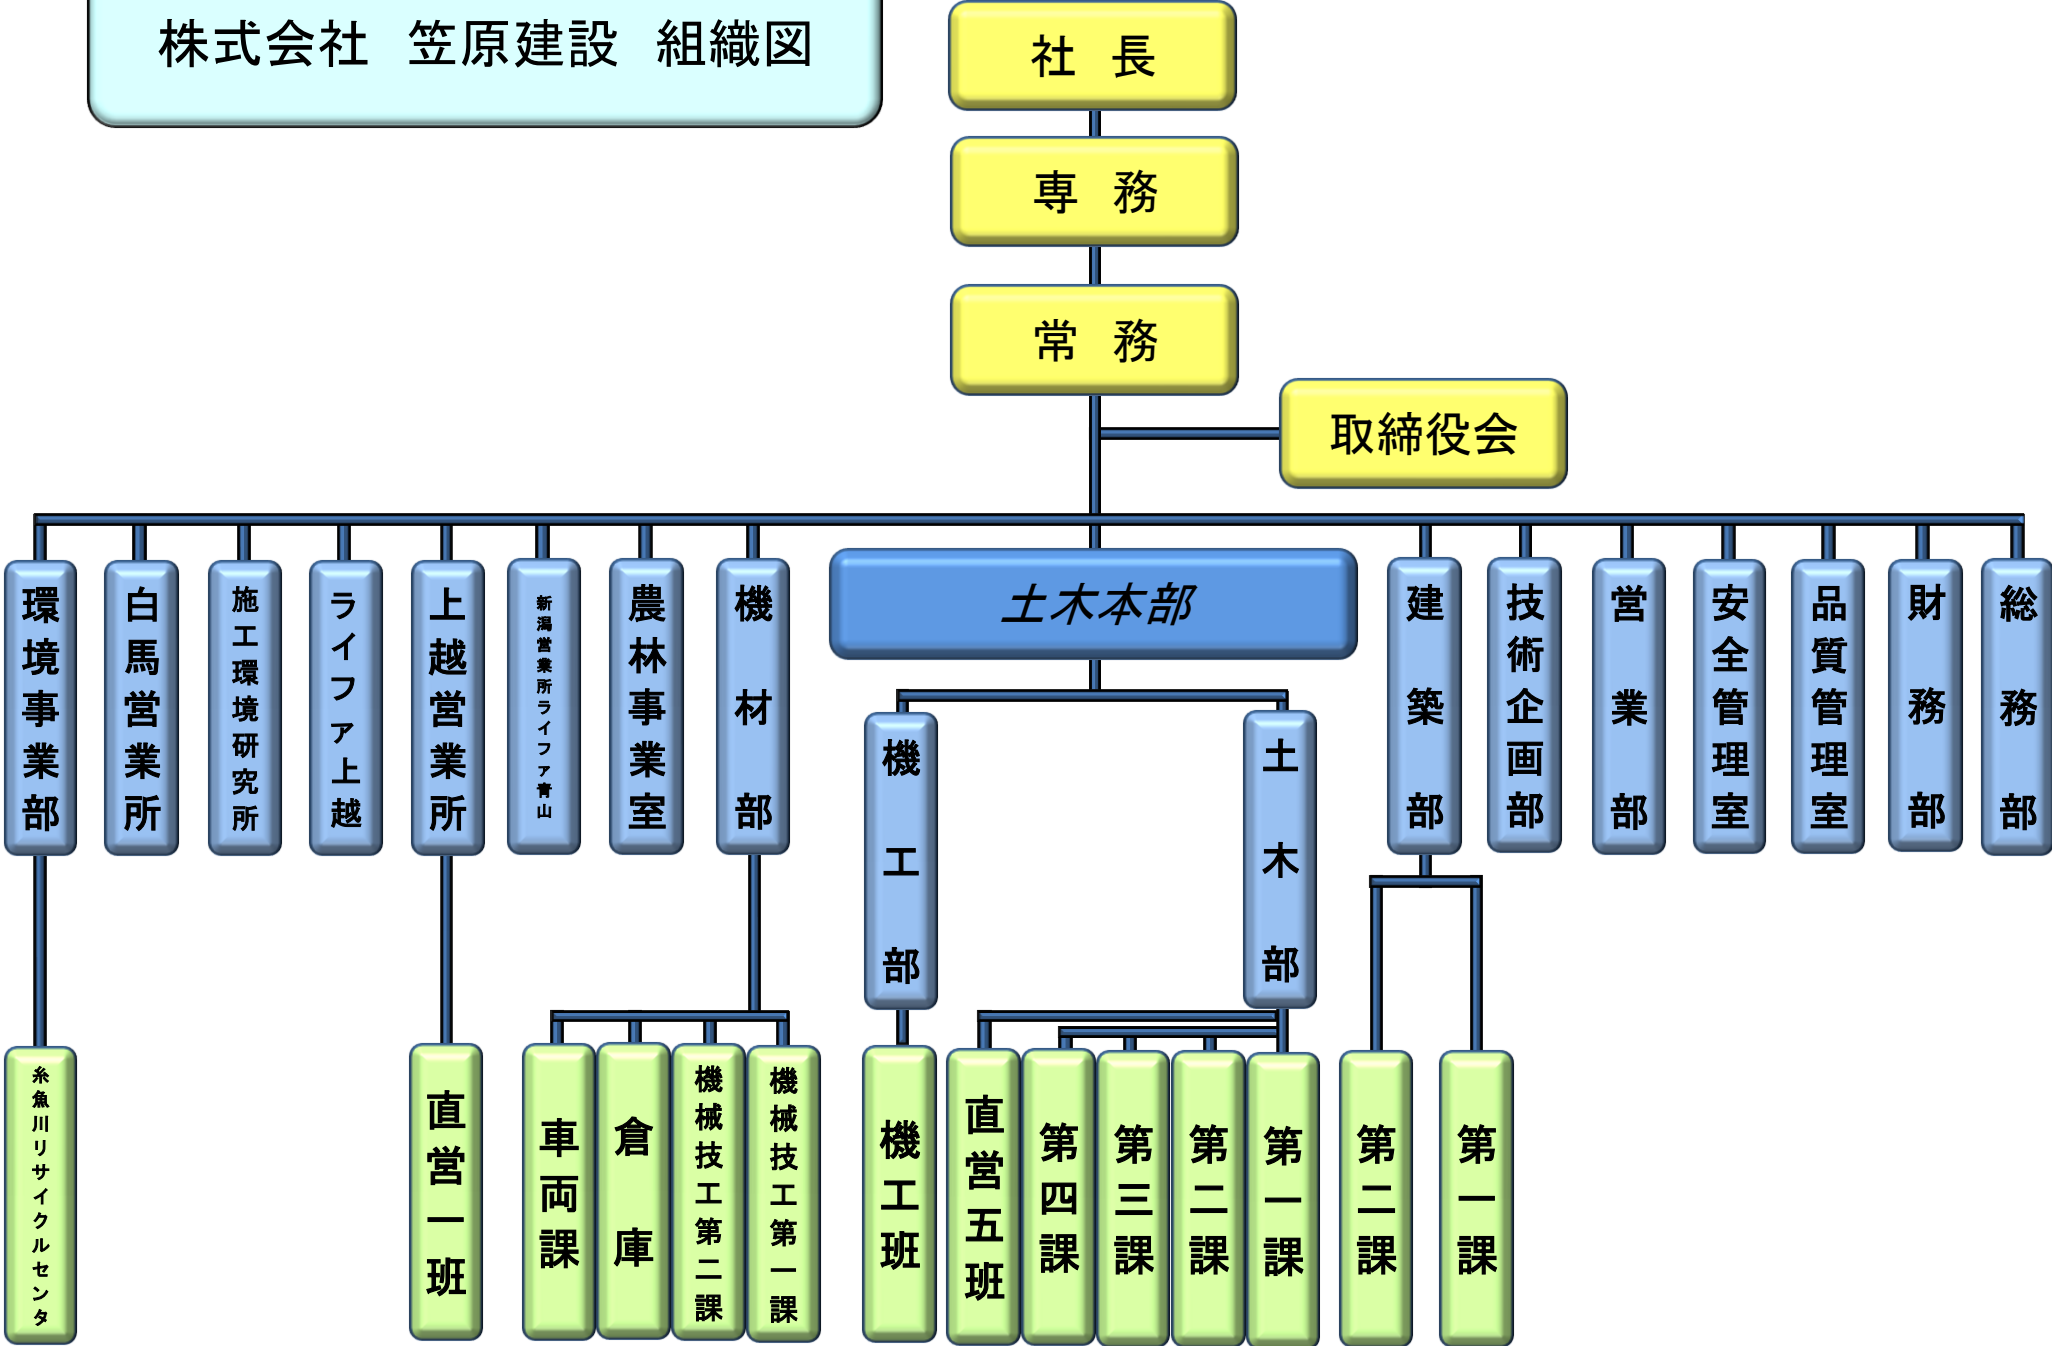 株式会社　笠原建設　組織図
社　長
専　務
常　務
取締役会
環境事業部
白馬営業所
施工環境研究所
ライファ上越
上越営業所
新潟営業所ライファ青山
農林事業室
機材部
土木本部
建築部
技術企画部
営業部
安全管理室
品質管理室
財務部
総務部
機工部
土木部
糸魚川リサイクルセンタ
直営一班
車両課
倉庫
機械技工第二課
機械技工第一課
機工班
直営五班
第四課
第三課
第二課
第一課
第二課
第一課